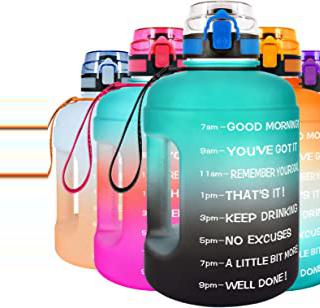 7am — GOOD MORNING
9am — YOU'VE GOT IT
11am — REMEMBER YOUR GOAL
1pm — THAT'S IT!
3pm — KEEP DRINKING
5pm — NO EXCUSES
7pm — A LITTLE BIT MORE
9pm — WELL DONE!